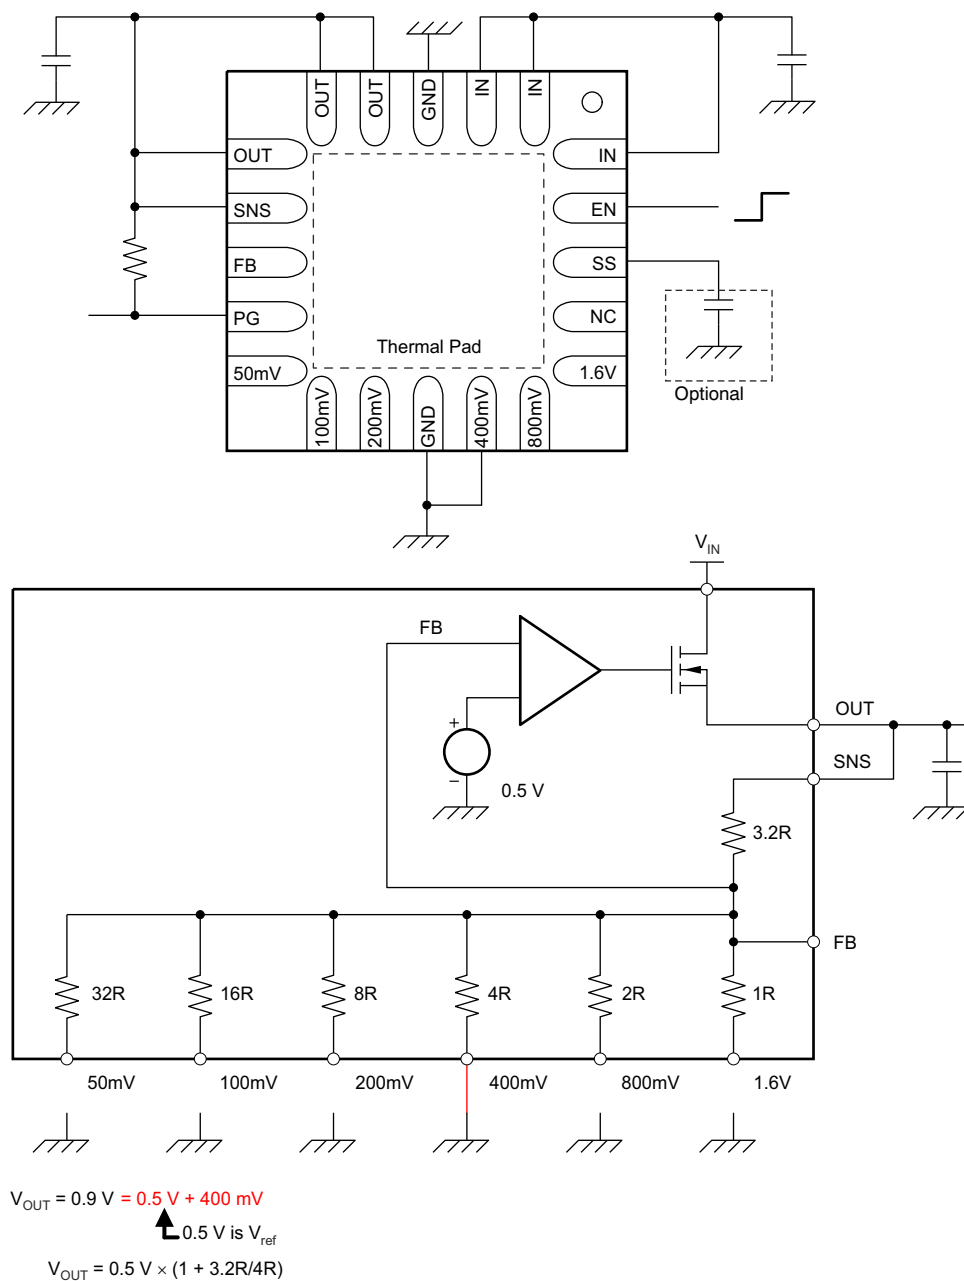 OUT
OUT
GND
IN
IN
OUT
IN
SNS
EN
FB
SS
PG
NC
Thermal Pad
50mV
1.6V
100mV
200mV
GND
400mV
800mV
Optional
VIN
FB
+
−
0.5 V
OUT
SNS
3.2R
FB
32R
16R
8R
4R
2R
1R
50mV
100mV
200mV
400mV
800mV
1.6V
VOUT = 0.9 V = 0.5 V + 400 mV
0.5 V is Vref
VOUT = 0.5 V × (1 + 3.2R/4R)